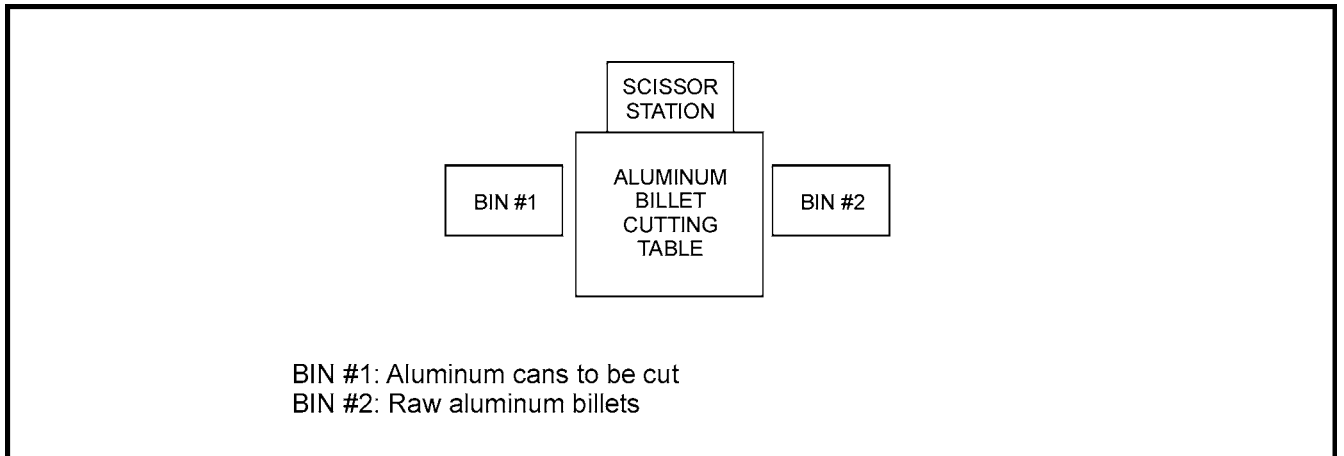 SCISSOR
STATION
BIN #1
ALUMINUM
BILLET
CUTTING
TABLE
BIN #2
BIN #1: Aluminum cans to be cut
BIN #2: Raw aluminum billets